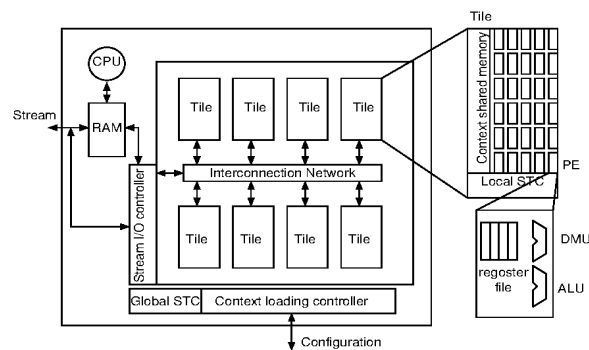 Tile
CPU
Stream
RAM
Tile Tile Tile Tile
Context shared memory
Interconnection Network
PE
Local STC
Stream I/O controller
Tile Tile Tile Tile
DMU
regoster
file
ALU
Global STC Context loading controller
Configuration